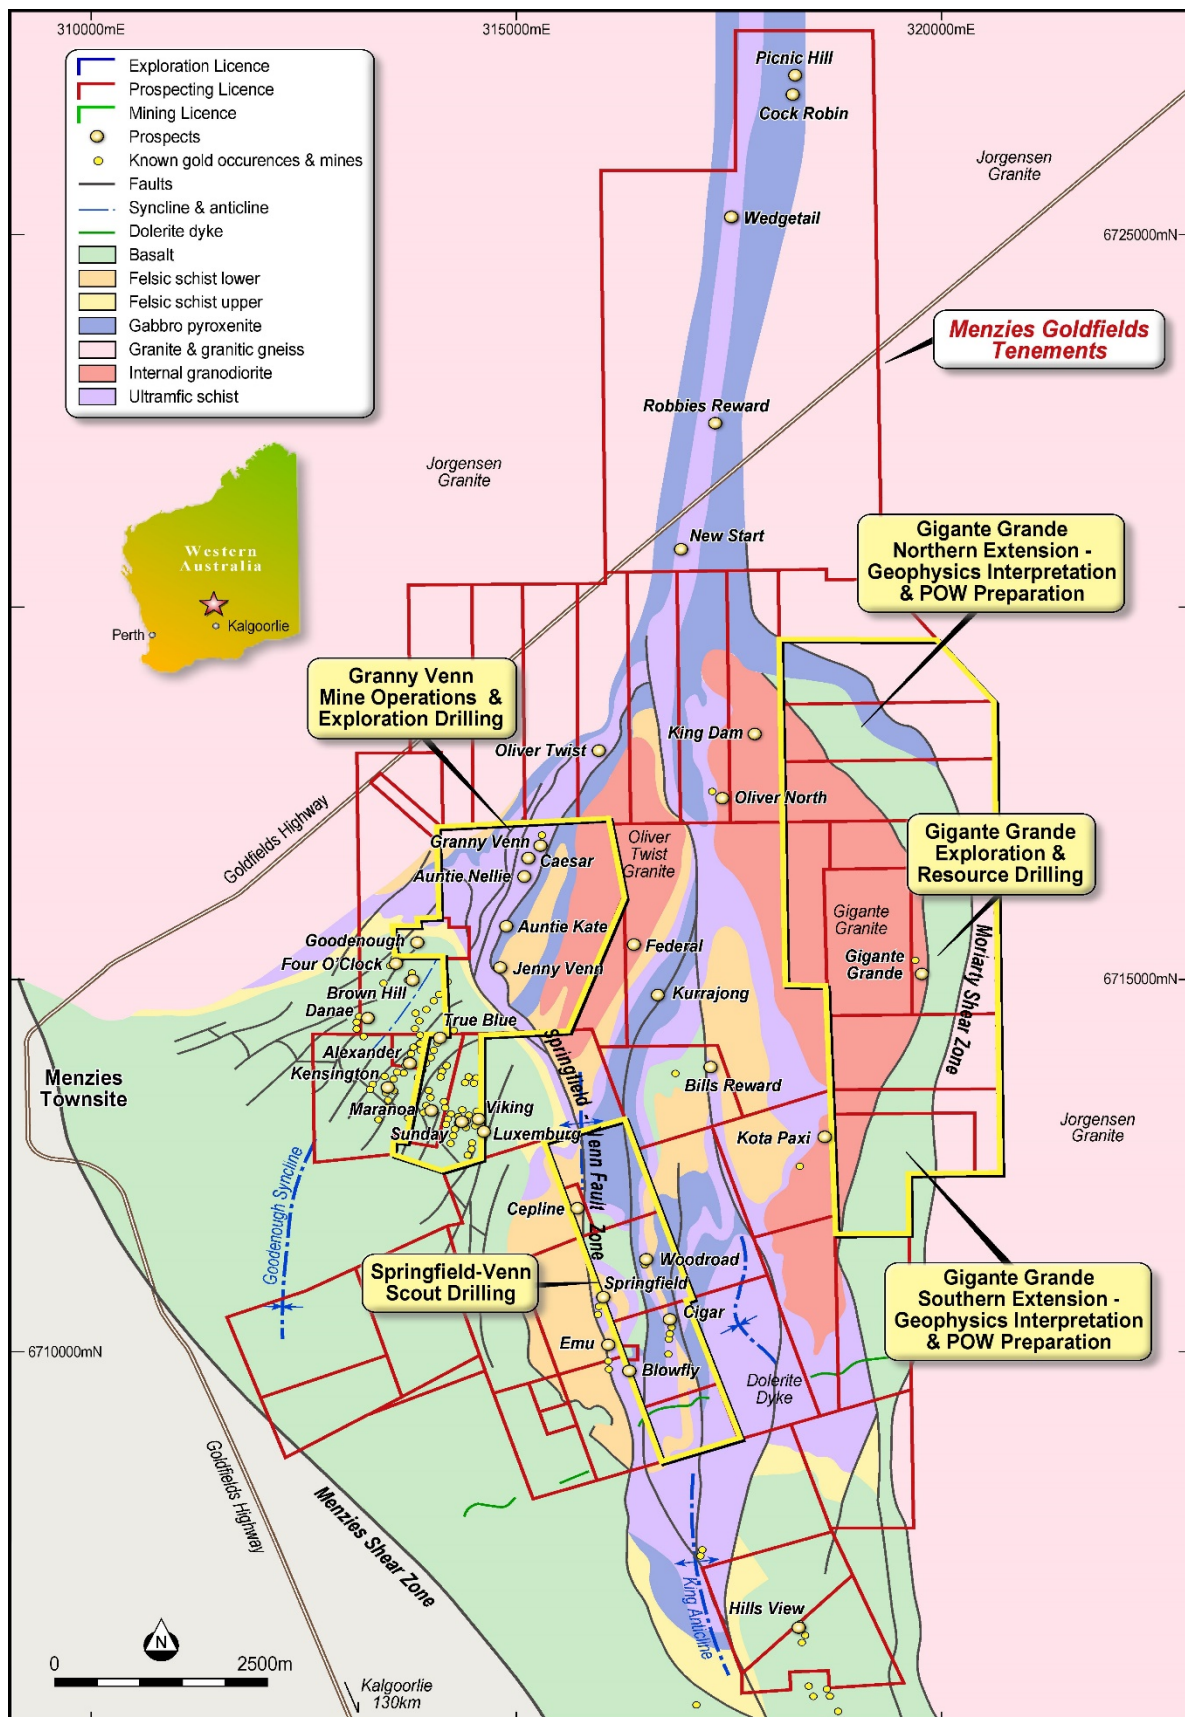 310000mE
315000mE
320000mE
Exploration Licence
Prospecting Licence
Mining Licence
Prospects
Known gold occurences & mines
Faults
Syncline & anticline
Dolerite dyke
Basalt
Felsic schist lower
Felsic schist upper
Gabbro pyroxenite
Granite & granitic gneiss
Internal granodiorite
Ultramfic schist
Picnic Hill
Cock Robin
Jorgensen
Granite
Wedgetail
6725000mN
Menzies Goldfields
Tenements
Robbies Reward
Jorgensen
Granite
Western
Australia
Perth
Kalgoorlie
New Start
Gigante Grande
Northern Extension -
Geophysics Interpretation
& POW Preparation
Granny Venn
Mine Operations &
Exploration Drilling
Oliver Twist
King Dam
Oliver North
Goldfields Highway
Granny Venn
Caesar
Auntie Nellie
Oliver
Twist
Granite
Gigante Grande
Exploration &
Resource Drilling
Auntie Kate
Gigante
Granite
Goodenough
Federal
Four O'Clock
Jenny Venn
Gigante
Grande
Moriarty Shear Zone
6715000mN
Brown Hill
Kurrajong
Danae
True Blue
Springfield - Venn Fault Zone
Alexander
Kensington
Menzies
Townsite
Bills Reward
Maranoa
Viking
Sunday
Luxemburg
Kota Paxi
Jorgensen
Granite
Goodenough Syncline
Cepline
Woodroad
Springfield-Venn
Scout Drilling
Springfield
Cigar
Gigante Grande
Southern Extension -
Geophysics Interpretation
& POW Preparation
Emu
6710000mN
Blowfly
Dolerite
Dyke
Goldfields Highway
Menzies Shear Zone
King Anticline
Hills View
N
0
2500m
Kalgoorlie
130km